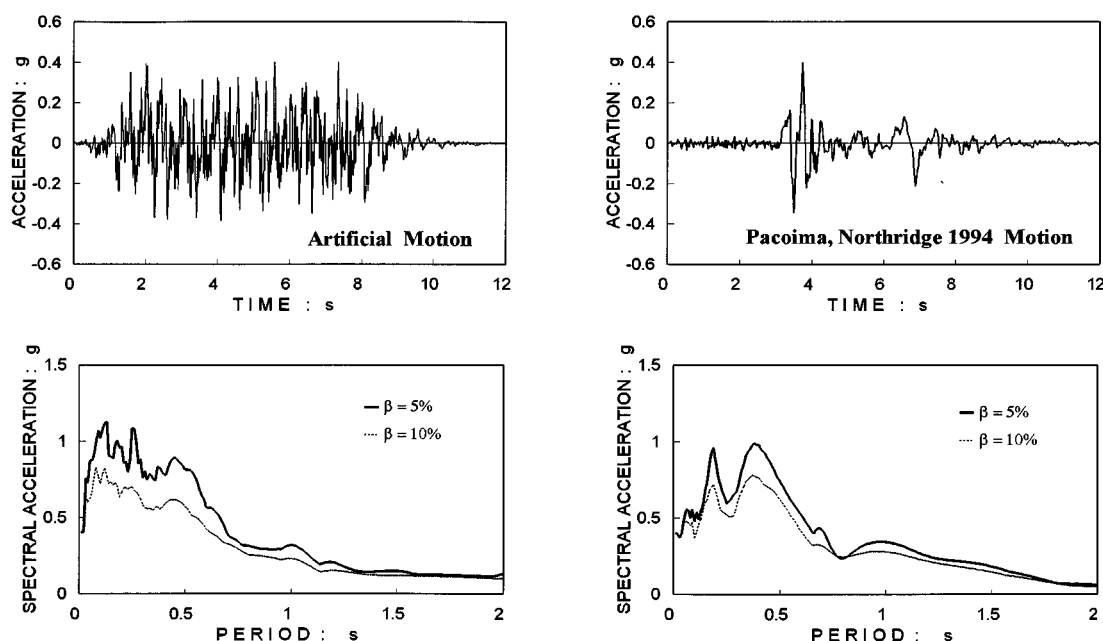 ACCELERATION : g
0.6
0.4
0.2
0
-0.2
-0.4
-0.6
Artificial Motion
0 2 4 6 8 10 12
TIME : s
ACCELERATION : g
0.6
0.4
0.2
0
-0.2
-0.4
-0.6
Pacoima, Northridge 1994 Motion
0 2 4 6 8 10 12
TIME : s
SPECTRAL ACCELERATION : g
1.5
1
0.5
0
β = 5%
β = 10%
0 0.5 1 1.5 2
PERIOD : s
SPECTRAL ACCELERATION : g
1.5
1
0.5
0
β = 5%
β = 10%
0 0.5 1 1.5 2
PERIOD : s